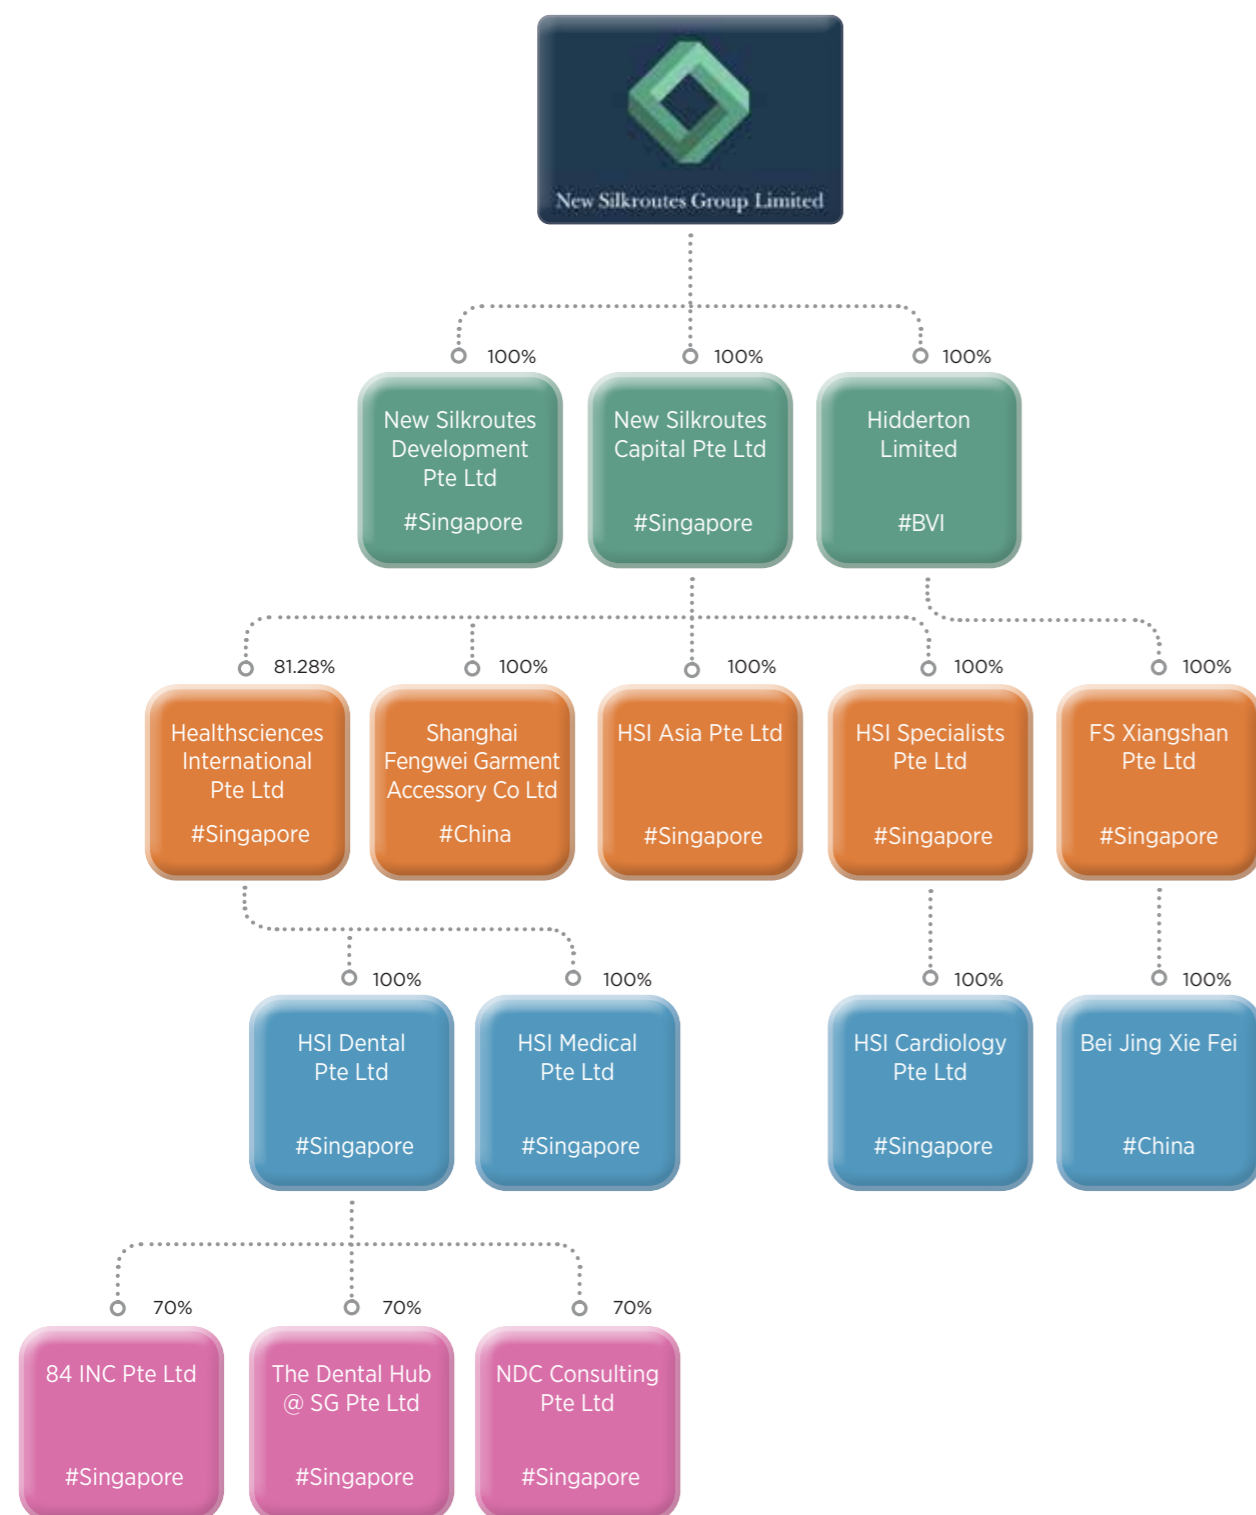 New Silkroutes Group Limited
100%
100%
100%
New Silkroutes
Development
Pte Ltd
#Singapore
New Silkroutes
Capital Pte Ltd
#Singapore
Hidderton
Limited
#BVI
81.28%
100%
100%
100%
100%
Healthsciences
International
Pte Ltd
#Singapore
Shanghai
Fengwei Garment
Accessory Co Ltd
#China
HSI Asia Pte Ltd
#Singapore
HSI Specialists
Pte Ltd
#Singapore
FS Xiangshan
Pte Ltd
#Singapore
100%
100%
100%
100%
HSI Dental
Pte Ltd
#Singapore
HSI Medical
Pte Ltd
#Singapore
HSI Cardiology
Pte Ltd
#Singapore
Bei Jing Xie Fei
#China
70%
70%
70%
84 INC Pte Ltd
#Singapore
The Dental Hub
@ SG Pte Ltd
#Singapore
NDC Consulting
Pte Ltd
#Singapore